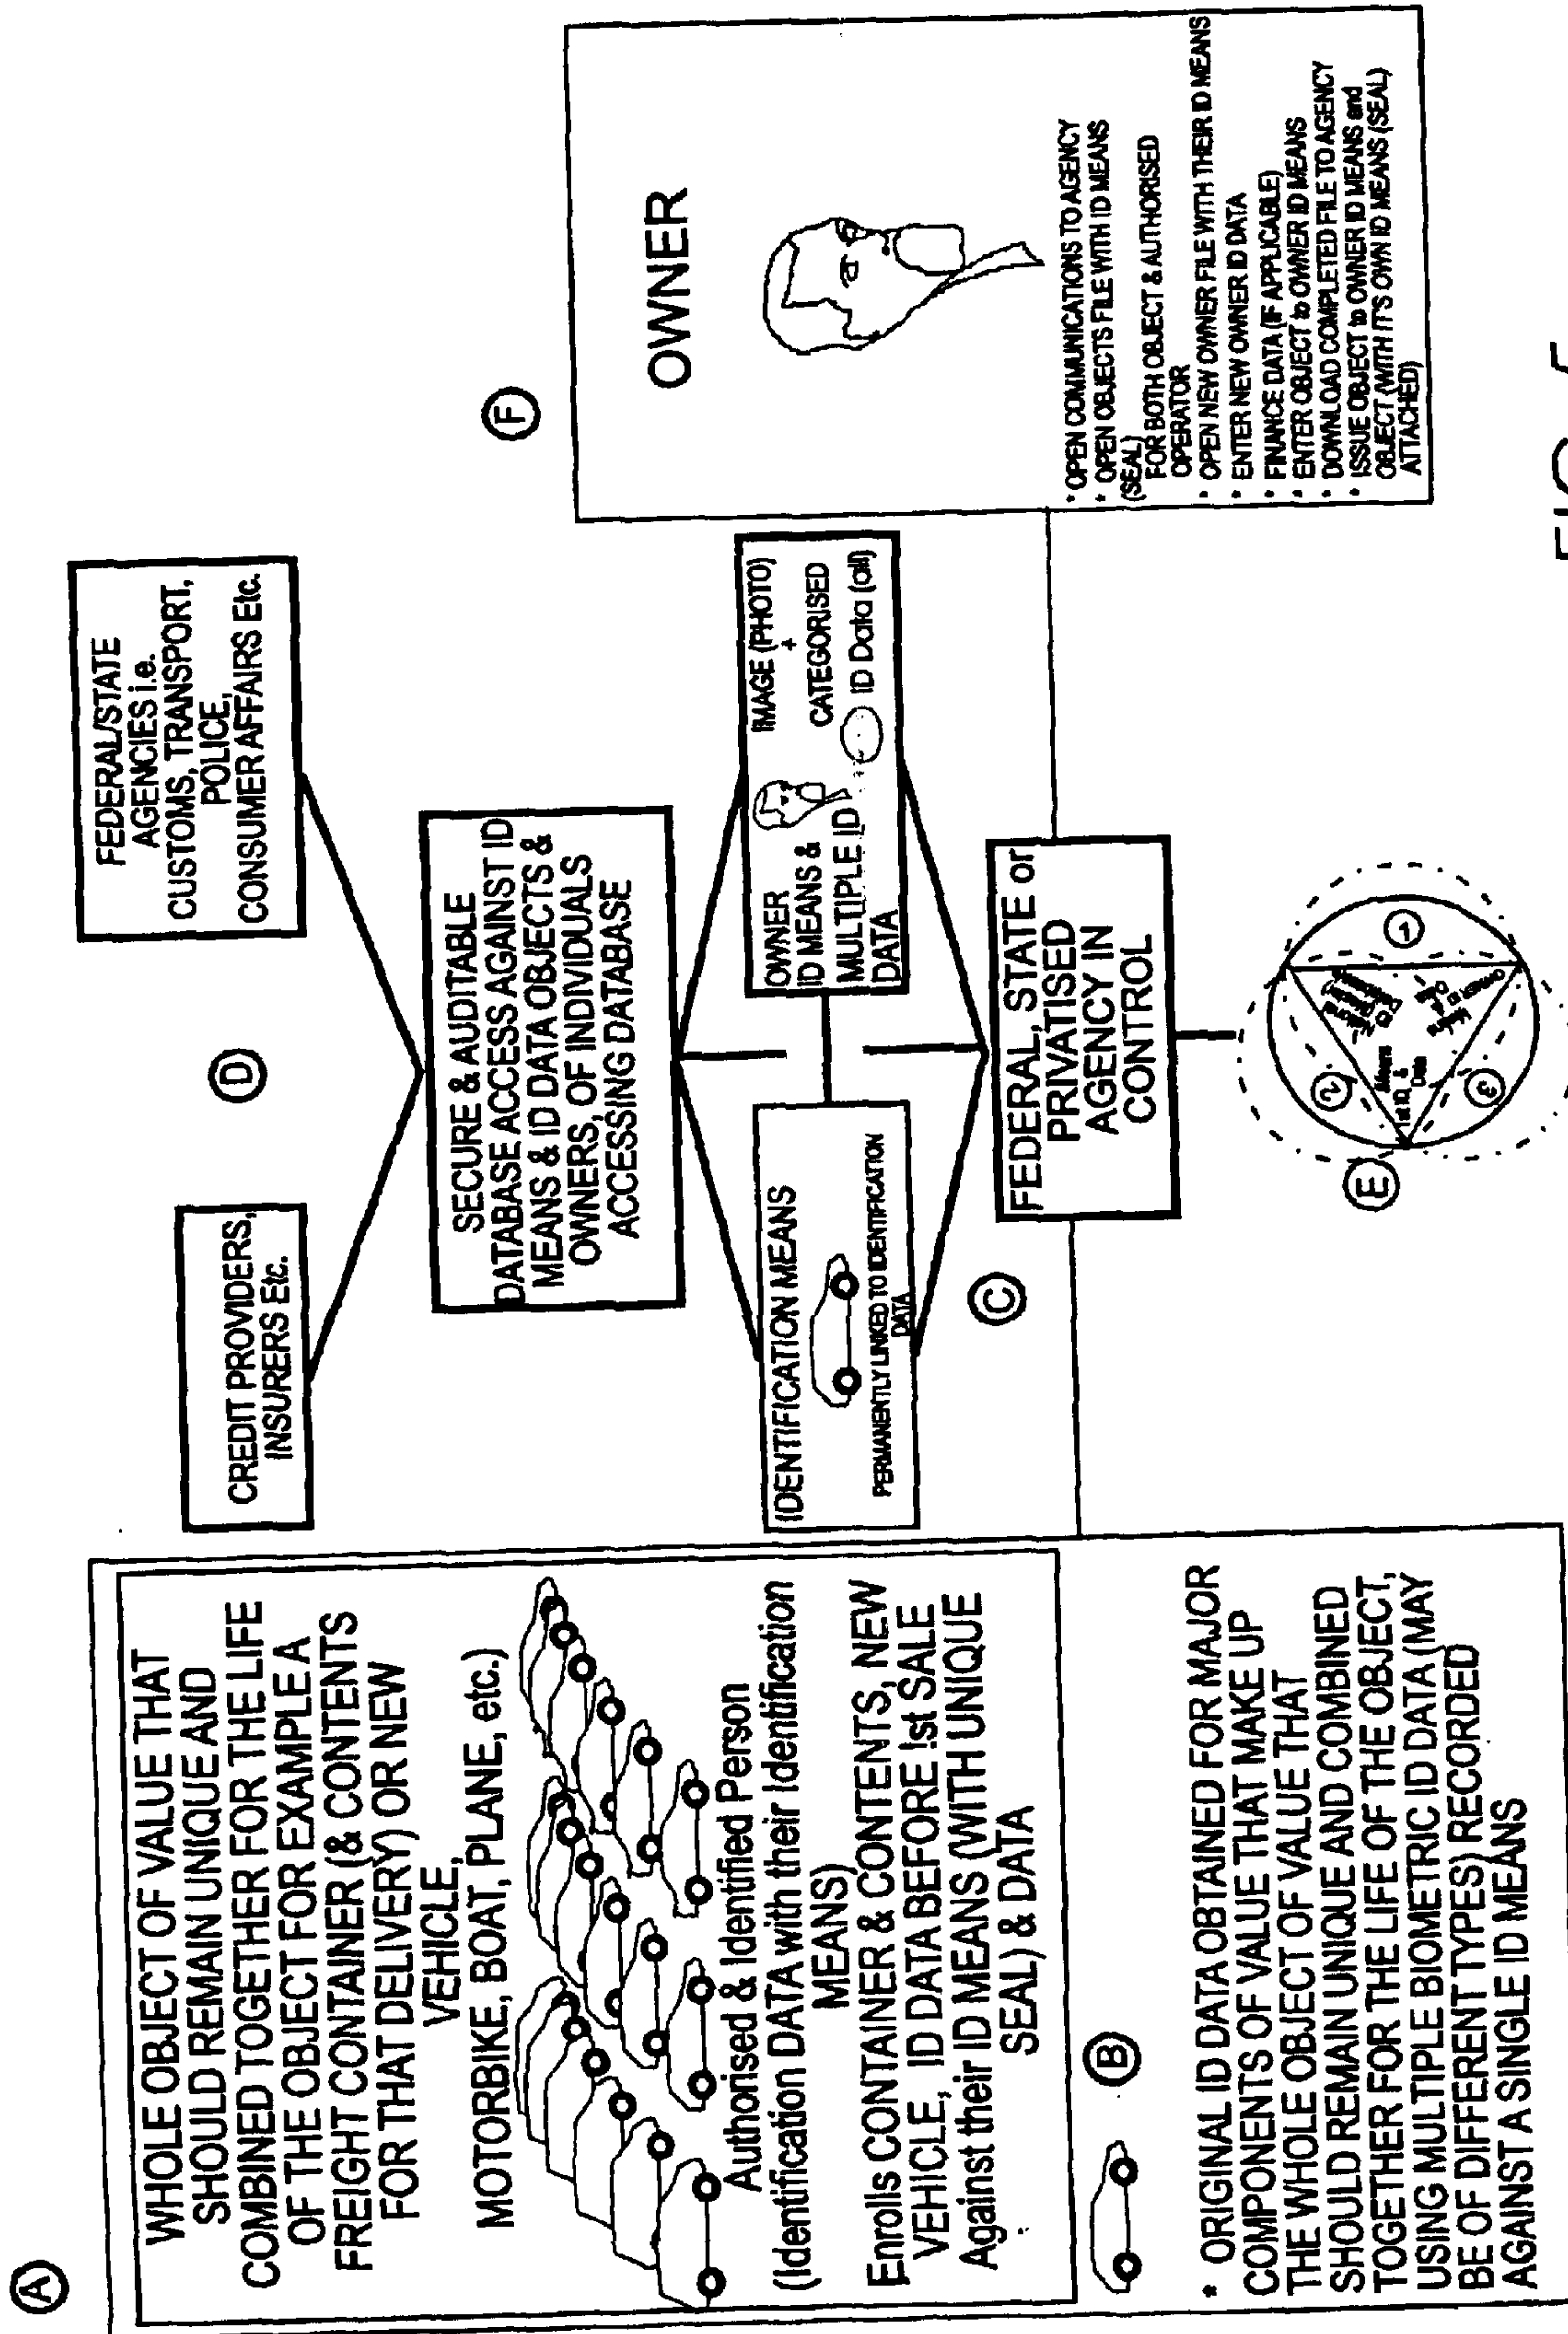 A
WHOLE OBJECT OF VALUE THAT
SHOULD REMAIN UNIQUE AND
COMBINED TOGETHER FOR THE LIFE
OF THE OBJECT FOR EXAMPLE A
FREIGHT CONTAINER (& CONTENTS
FOR THAT DELIVERY) OR NEW
VEHICLE,
MOTORBIKE, BOAT, PLANE, etc.)
Authorised & Identified Person
(Identification DATA with their Identification
MEANS)
Enrolls CONTAINER & CONTENTS, NEW
VEHICLE, ID DATA BEFORE 1st SALE
Against their ID MEANS (WITH UNIQUE
SEAL) & DATA
B
* ORIGINAL ID DATA OBTAINED FOR MAJOR
COMPONENTS OF VALUE THAT MAKE UP
THE WHOLE OBJECT OF VALUE THAT
SHOULD REMAIN UNIQUE AND COMBINED
TOGETHER FOR THE LIFE OF THE OBJECT,
USING MULTIPLE BIOMETRIC ID DATA (MAY
BE OF DIFFERENT TYPES) RECORDED
AGAINST A SINGLE ID MEANS
CREDIT PROVIDERS,
INSURERS Etc.
D
FEDERAL/STATE
AGENCIES i.e.
CUSTOMS, TRANSPORT,
POLICE,
CONSUMER AFFAIRS Etc.
SECURE & AUDITABLE
DATABASE ACCESS AGAINST ID
MEANS & ID DATA OBJECTS &
OWNERS, OF INDIVIDUALS
ACCESSING DATABASE
IDENTIFICATION MEANS
PERMANENTLY LINKED TO IDENTIFICATION
DATA
OWNER
ID MEANS &
MULTIPLE ID
DATA
IMAGE (PHOTO)
+
CATEGORISED
ID Data (all)
C
FEDERAL, STATE or
PRIVATISED
AGENCY IN
CONTROL
E
2
1
3
1st ID
Means
&
Data
F
OWNER
* OPEN COMMUNICATIONS TO AGENCY
* OPEN OBJECTS FILE WITH ID MEANS
(SEAL)
FOR BOTH OBJECT & AUTHORISED
OPERATOR
* OPEN NEW OWNER FILE WITH THEIR ID MEANS
* ENTER NEW OWNER ID DATA
* FINANCE DATA (IF APPLICABLE)
* ENTER OBJECT to OWNER ID MEANS
* DOWNLOAD COMPLETED FILE TO AGENCY
* ISSUE OBJECT to OWNER ID MEANS and
OBJECT (WITH IT'S OWN ID MEANS (SEAL)
ATTACHED)